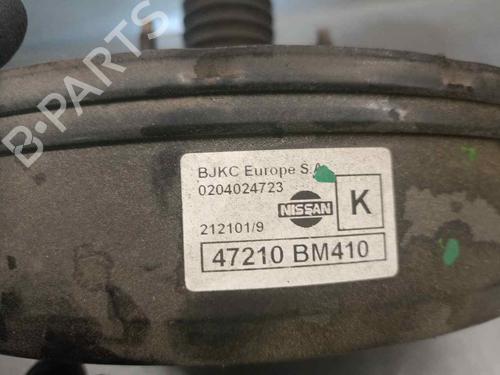 B-PARTS
BJKC Europe S.A
0204024723
NISSAN
K
212101/9
47210 BM410